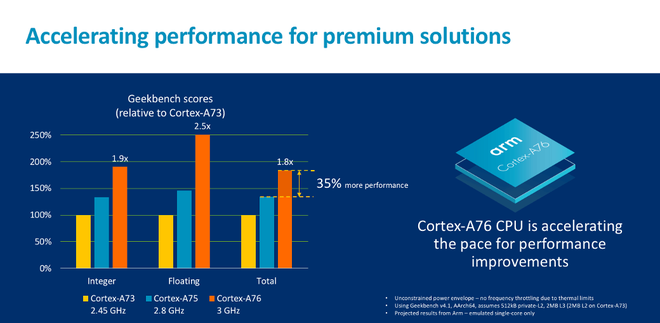 Accelerating performance for premium solutions
Geekbench scores
(relative to Cortex-A73)
250%
200%
150%
100%
50%
0%
1.9x
2.5x
1.8x
35% more performance
Integer
Floating
Total
Cortex-A73
2.45 GHz
Cortex-A75
2.8 GHz
Cortex-A76
3 GHz
arm
Cortex-A76
Cortex-A76 CPU is accelerating
the pace for performance
improvements
• Unconstrained power envelope – no frequency throttling due to thermal limits
• Using Geekbench v4.1, AArch64, assumes 512kB private-L2, 2MB L3 (2MB L2 on Cortex-A73)
• Projected results from Arm – emulated single-core only